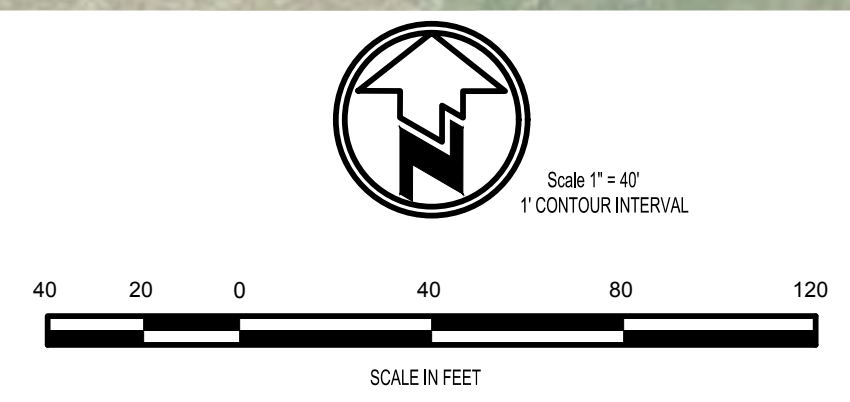 N
Scale 1" = 40'
1' CONTOUR INTERVAL
40 20 0 40 80 120
SCALE IN FEET